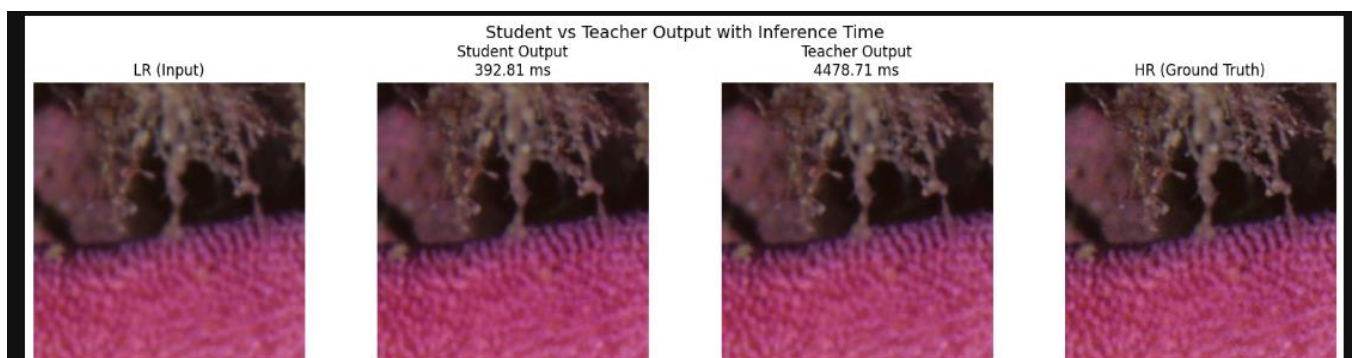 Student vs Teacher Output with Inference Time
LR (Input)
Student Output
392.81 ms
Teacher Output
4478.71 ms
HR (Ground Truth)